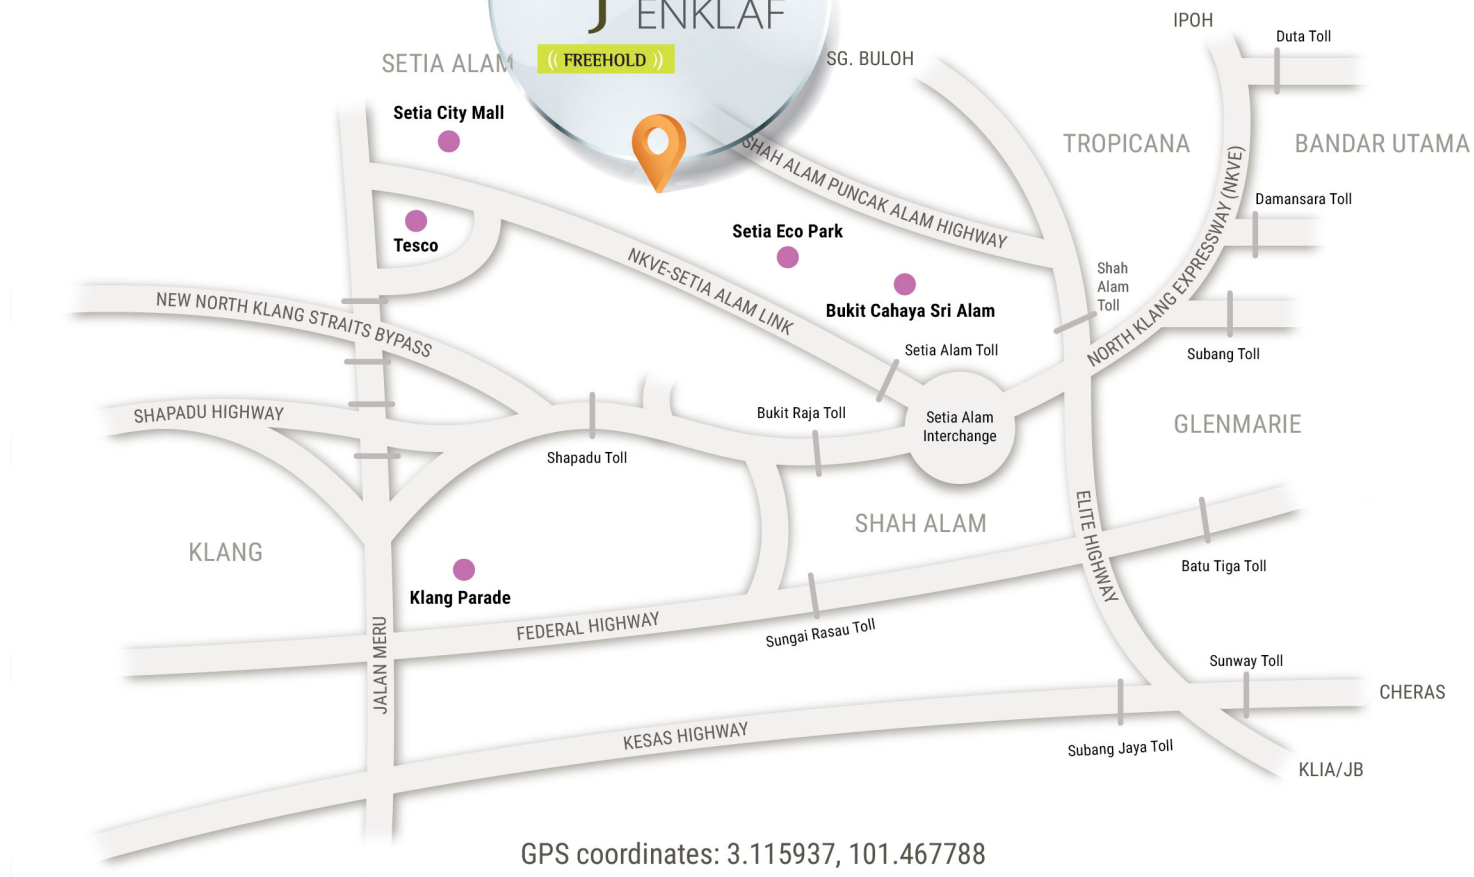 ENKLAF
(( FREEHOLD ))
SETIA ALAM
SG. BULOH
IPOH
Duta Toll
Setia City Mall
TROPICANA
BANDAR UTAMA
SHAH ALAM PUNCAK ALAM HIGHWAY
NORTH KLANG EXPRESSWAY (NKVE)
Damansara Toll
Tesco
Setia Eco Park
NKVE-SETIA ALAM LINK
Bukit Cahaya Sri Alam
Shah
Alam
Toll
NEW NORTH KLANG STRAITS BYPASS
Setia Alam Toll
Subang Toll
SHAPADU HIGHWAY
Bukit Raja Toll
Setia Alam
Interchange
GLENMARIE
Shapadu Toll
SHAH ALAM
ELITE HIGHWAY
KLANG
Batu Tiga Toll
Klang Parade
FEDERAL HIGHWAY
Sungai Rasau Toll
JALAN MERU
Sunway Toll
CHERAS
KESAS HIGHWAY
Subang Jaya Toll
KLIA/JB
GPS coordinates: 3.115937, 101.467788